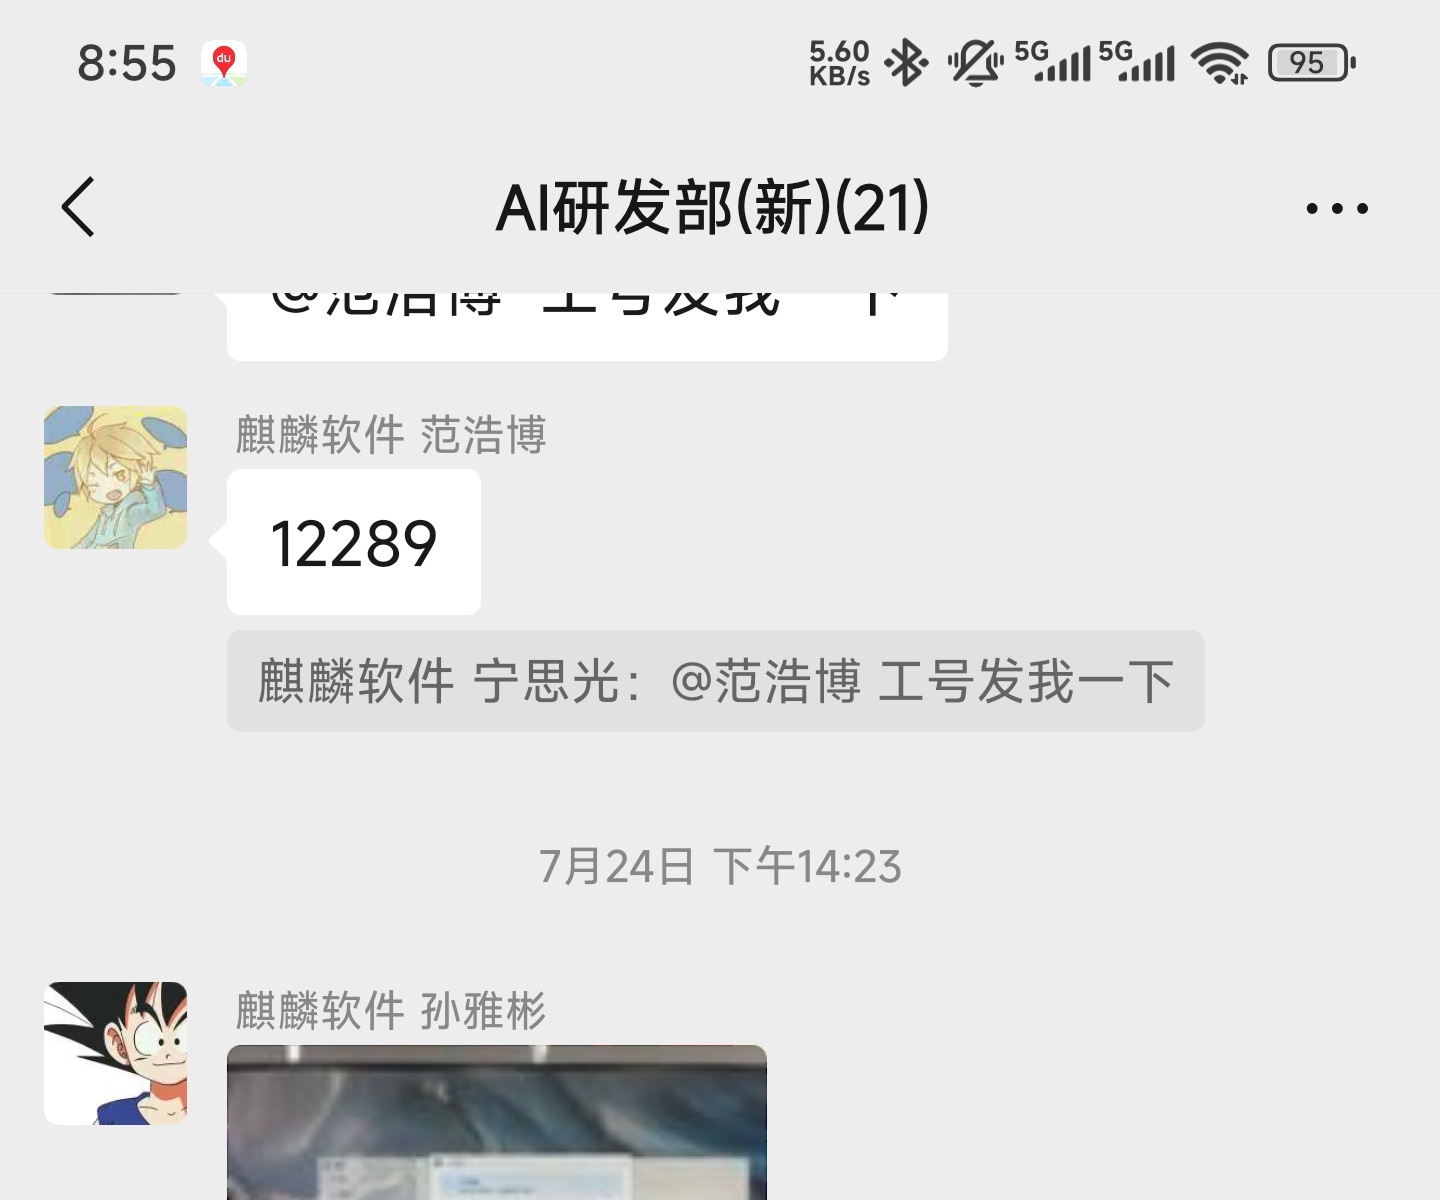 8:55
du
5.60
KB/s
5G
5G
95
AI研发部(新)(21)
@范浩博 工号发我一下
麒麟软件 范浩博
12289
麒麟软件 宁思光：@范浩博 工号发我一下
7月24日 下午14:23
麒麟软件 孙雅彬